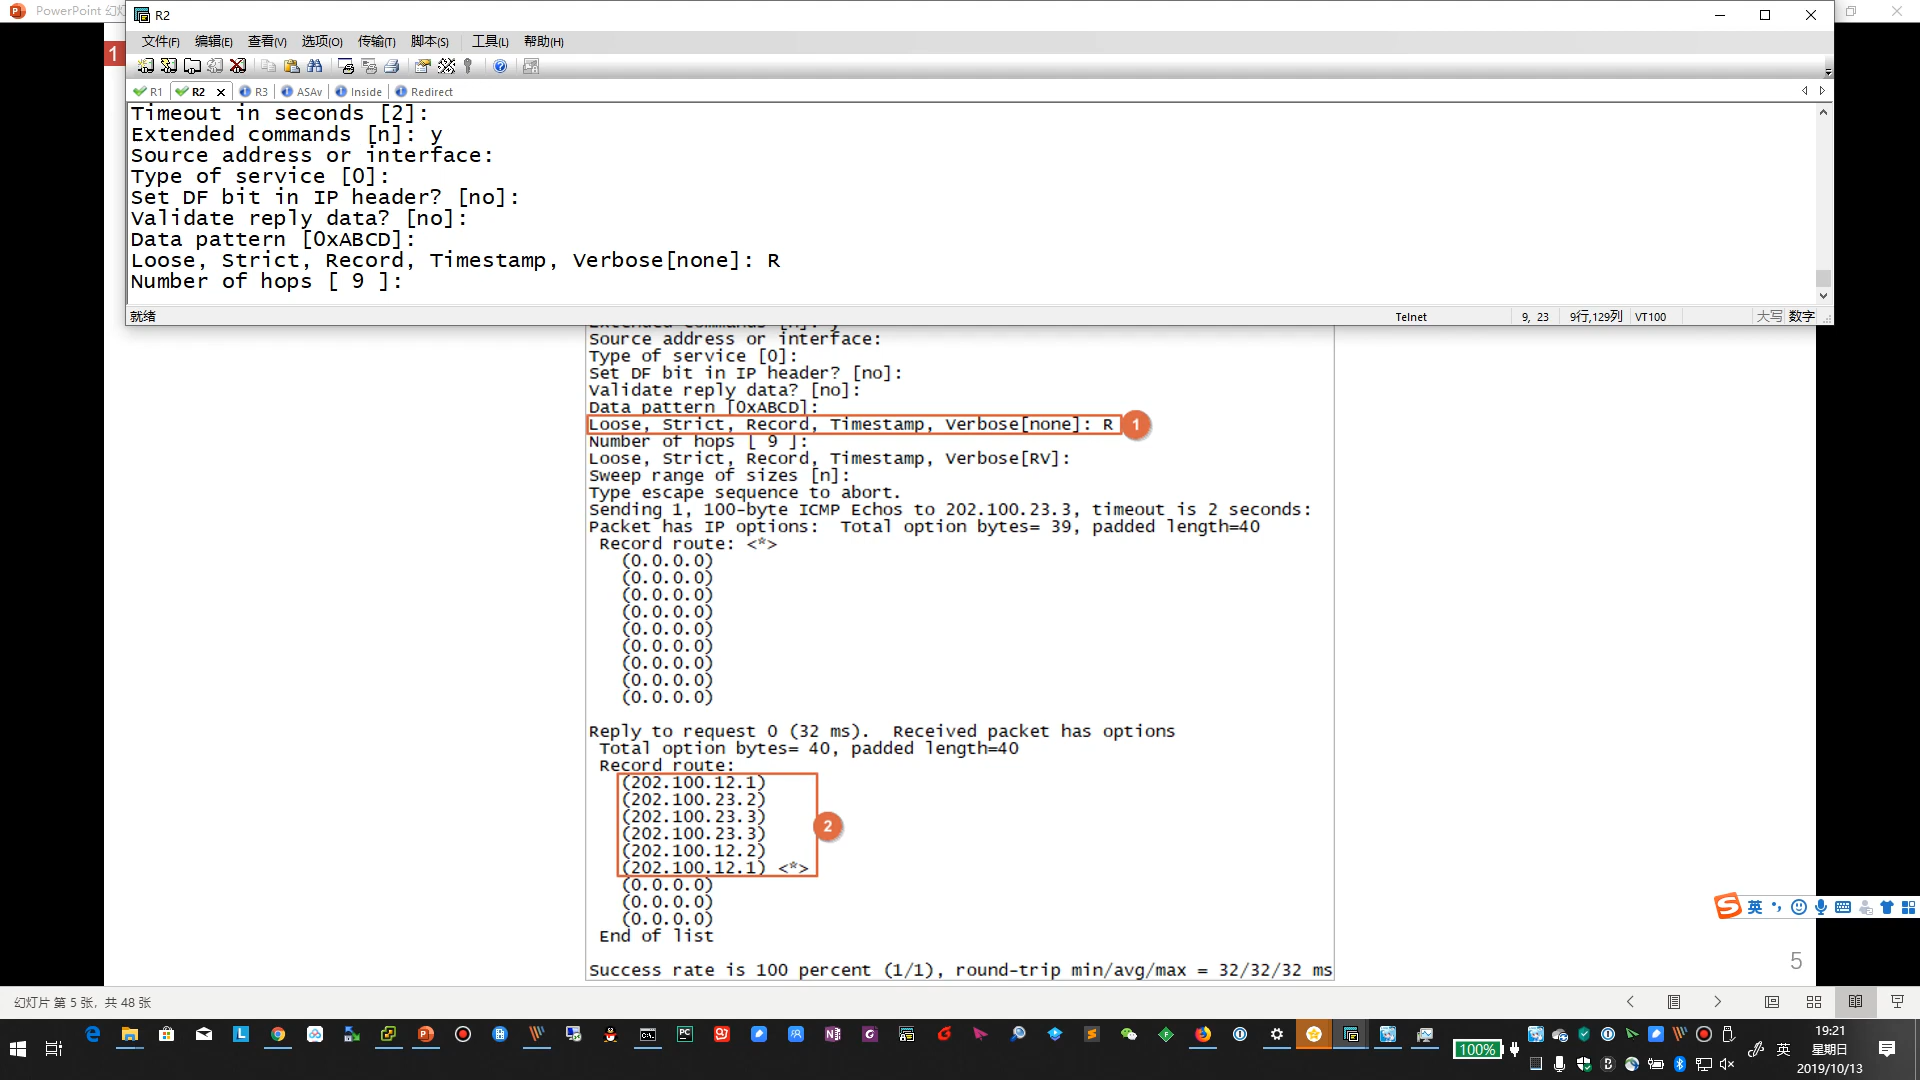 PowerPoint 幻灯
R2
文件(F) 编辑(E) 查看(V) 选项(O) 传输(T) 脚本(S) 工具(L) 帮助(H)
1
R1 R2 R3 ASAv Inside Redirect
Timeout in seconds [2]:
Extended commands [n]: y
Source address or interface:
Type of service [0]:
Set DF bit in IP header? [no]:
Validate reply data? [no]:
Data pattern [0xABCD]:
Loose, Strict, Record, Timestamp, Verbose[none]: R
Number of hops [ 9 ]:
就绪 Telnet 9, 23 9行,129列 VT100 大写 数字
Extended commands [n]: y
Source address or interface:
Type of service [0]:
Set DF bit in IP header? [no]:
Validate reply data? [no]:
Data pattern [0xABCD]:
Loose, Strict, Record, Timestamp, Verbose[none]: R 1
Number of hops [ 9 ]:
Loose, Strict, Record, Timestamp, Verbose[RV]:
Sweep range of sizes [n]:
Type escape sequence to abort.
Sending 1, 100-byte ICMP Echos to 202.100.23.3, timeout is 2 seconds:
Packet has IP options: Total option bytes= 39, padded length=40
Record route: <*>
(0.0.0.0)
(0.0.0.0)
(0.0.0.0)
(0.0.0.0)
(0.0.0.0)
(0.0.0.0)
(0.0.0.0)
(0.0.0.0)
(0.0.0.0)
Reply to request 0 (32 ms). Received packet has options
Total option bytes= 40, padded length=40
Record route:
(202.100.12.1)
(202.100.23.2)
(202.100.23.3)
(202.100.23.3) 2
(202.100.12.2)
(202.100.12.1) <*>
(0.0.0.0)
(0.0.0.0)
(0.0.0.0)
End of list
Success rate is 100 percent (1/1), round-trip min/avg/max = 32/32/32 ms
英
5
幻灯片 第 5 张，共 48 张
100%
英
19:21
星期日
2019/10/13